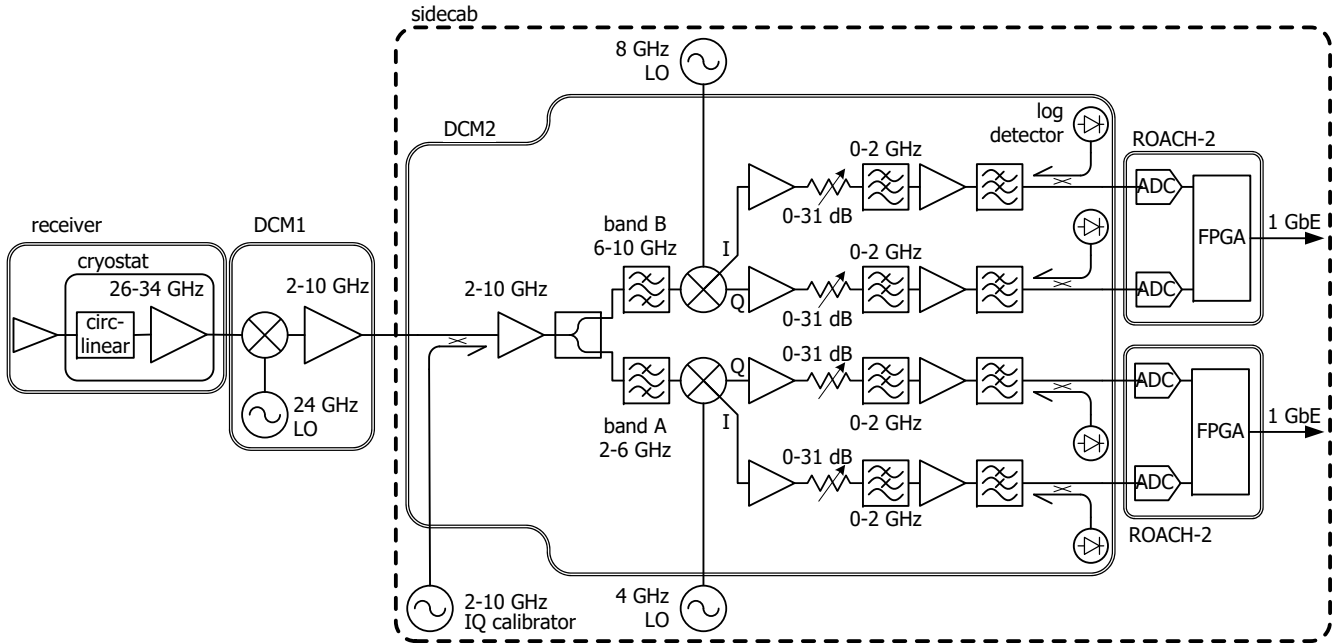 sidecab
8 GHz
LO
DCM2
log
detector
ROACH-2
0-2 GHz
ADC
0-31 dB
FPGA
1 GbE
receiver
DCM1
band B
6-10 GHz
I
0-2 GHz
cryostat
26-34 GHz
2-10 GHz
2-10 GHz
Q
ADC
0-31 dB
circ-
linear
0-31 dB
Q
ADC
24 GHz
LO
band A
2-6 GHz
I
0-2 GHz
FPGA
1 GbE
0-31 dB
ADC
0-2 GHz
ROACH-2
2-10 GHz
IQ calibrator
4 GHz
LO